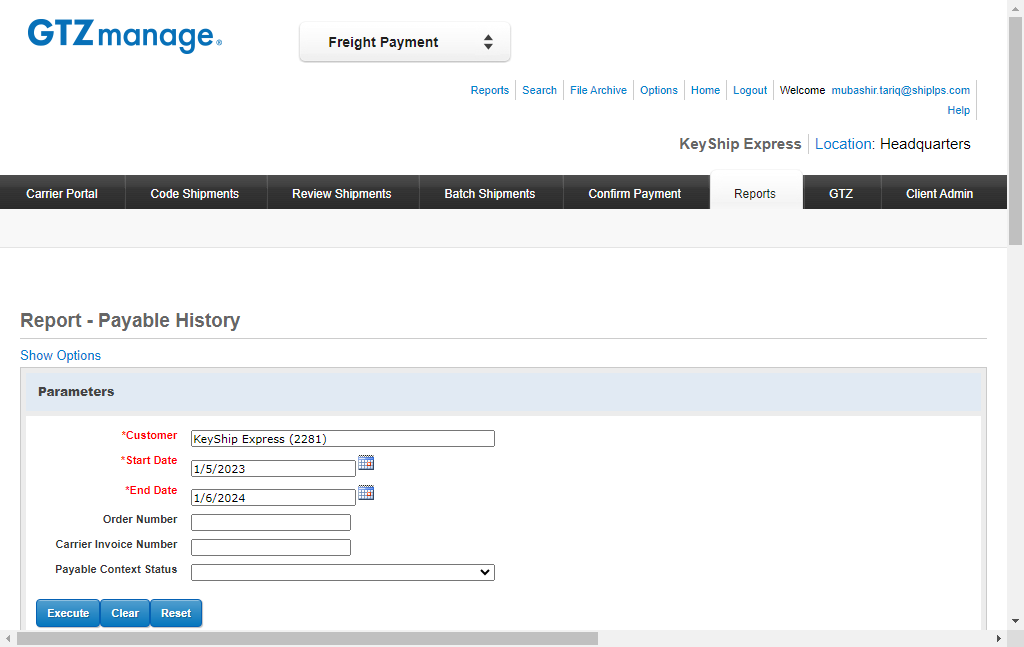 GTZmanage®
Freight Payment
Reports Search File Archive Options Home Logout Welcome mubashir.tariq@shiplps.com
Help
KeyShip Express Location: Headquarters
Carrier Portal Code Shipments Review Shipments Batch Shipments Confirm Payment Reports GTZ Client Admin
Report - Payable History
Show Options
Parameters
*Customer KeyShip Express (2281)
*Start Date 1/5/2023
*End Date 1/6/2024
Order Number
Carrier Invoice Number
Payable Context Status
Execute Clear Reset